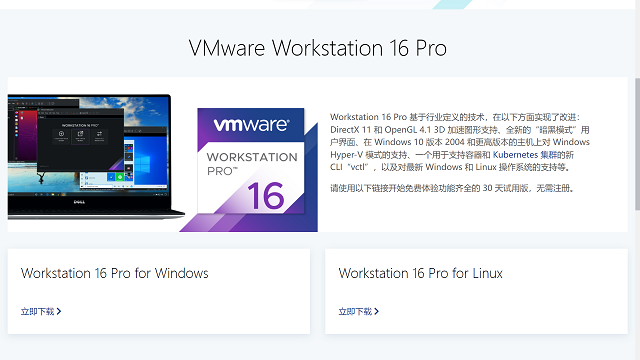 VMware Workstation 16 Pro
WORKSTATION 16 PRO™
DELL
vmware®
WORKSTATION
PRO™
16
Workstation 16 Pro 基于行业定义的技术，在以下方面实现了改进：
DirectX 11 和 OpenGL 4.1 3D 加速图形支持、全新的“暗黑模式”用
户界面、在 Windows 10 版本 2004 和更高版本的主机上对 Windows
Hyper-V 模式的支持、一个用于支持容器和 Kubernetes 集群的新
CLI“vctl”，以及对最新 Windows 和 Linux 操作系统的支持等。
请使用以下链接开始免费体验功能齐全的 30 天试用版，无需注册。
Workstation 16 Pro for Windows
立即下载
Workstation 16 Pro for Linux
立即下载